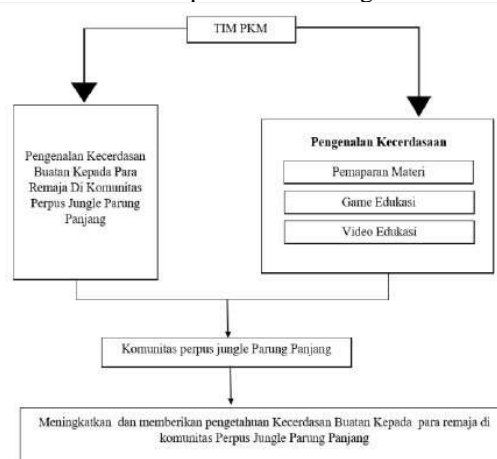 TIM PKM
Pengenalan Kecerdasan
Buatan Kepada Para
Remaja Di Komunitas
Perpus Jungle Parung
Panjang
Pengenalan Kecerdasaan
Pemaparan Materi
Game Edukasi
Video Edukasi
Komunitas perpus jungle Parung Panjang
Meningkatkan dan memberikan pengetahuan Kecerdasan Buatan Kepada para remaja di
komunitas Perpus Jungle Parung Panjang